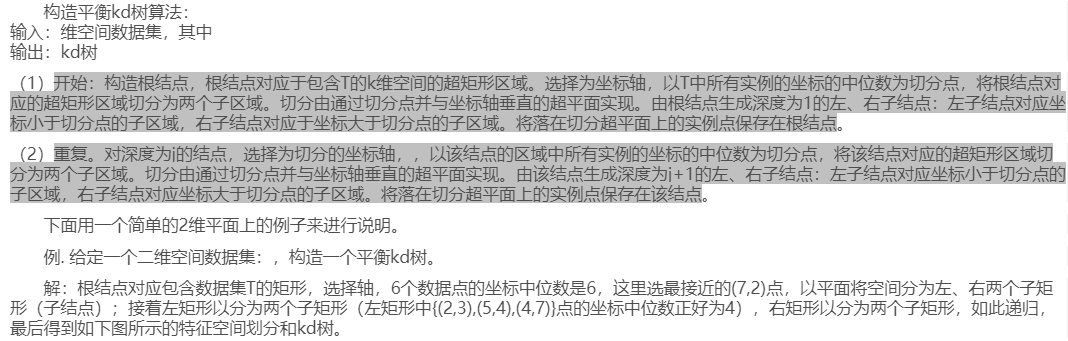 构造平衡kd树算法：
输入：维空间数据集，其中
输出：kd树
（1）开始：构造根结点，根结点对应于包含T的k维空间的超矩形区域。选择为坐标轴，以T中所有实例的坐标的中位数为切分点，将根结点对
应的超矩形区域切分为两个子区域。切分由通过切分点并与坐标轴垂直的超平面实现。由根结点生成深度为1的左、右子结点：左子结点对应坐
标小于切分点的子区域，右子结点对应于坐标大于切分点的子区域。将落在切分超平面上的实例点保存在根结点。
（2）重复。对深度为j的结点，选择为切分的坐标轴，，以该结点的区域中所有实例的坐标的中位数为切分点，将该结点对应的超矩形区域切
分为两个子区域。切分由通过切分点并与坐标轴垂直的超平面实现。由该结点生成深度为j+1的左、右子结点：左子结点对应坐标小于切分点的
子区域，右子结点对应坐标大于切分点的子区域。将落在切分超平面上的实例点保存在该结点。
下面用一个简单的2维平面上的例子来进行说明。
例. 给定一个二维空间数据集：，构造一个平衡kd树。
解：根结点对应包含数据集T的矩形，选择轴，6个数据点的坐标中位数是6，这里选最接近的(7,2)点，以平面将空间分为左、右两个子矩
形（子结点）；接着左矩形以分为两个子矩形（左矩形中{(2,3),(5,4),(4,7)}点的坐标中位数正好为4），右矩形以分为两个子矩形，如此递归，
最后得到如下图所示的特征空间划分和kd树。